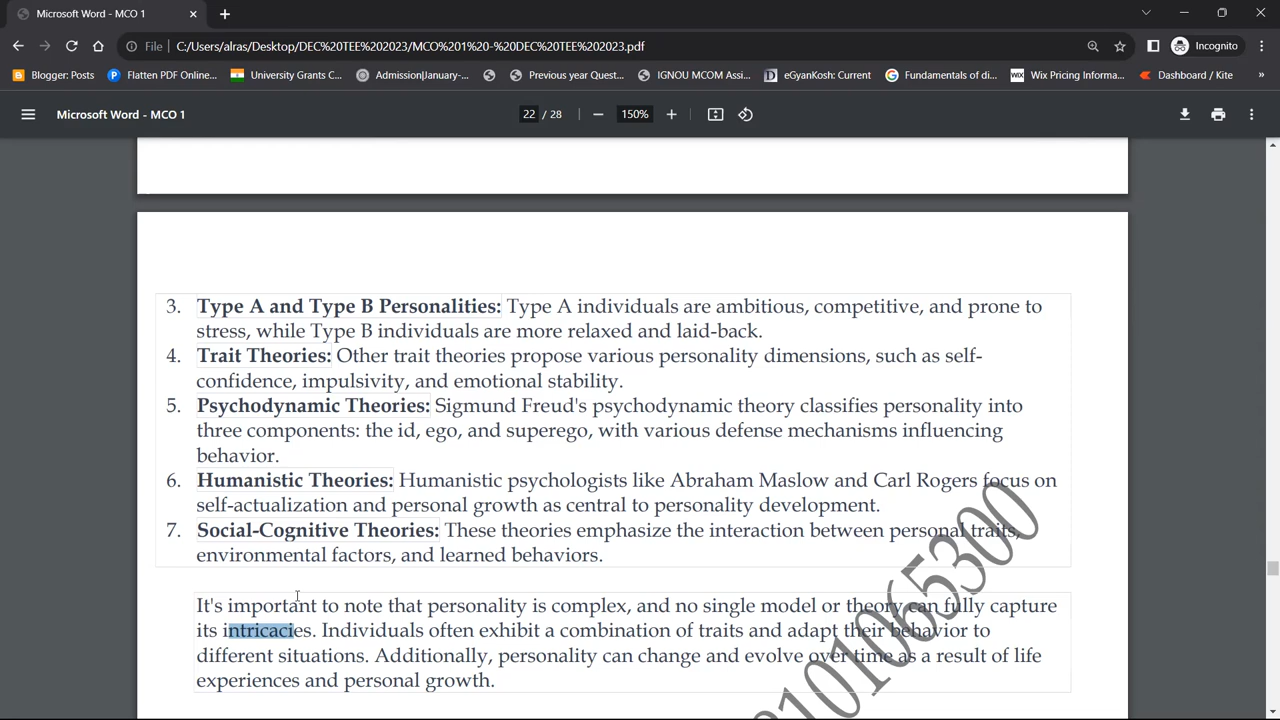 Microsoft Word - MCO 1
File
C:/Users/alras/Desktop/DEC%20TEE%202023/MCO%201%20-%20DEC%20TEE%202023.pdf
Incognito
Blogger: Posts
Flatten PDF Online...
University Grants C...
Admission|January-...
Previous year Quest...
IGNOU MCOM Assi...
eGyanKosh: Current
Fundamentals of di...
WIX
Wix Pricing Informa...
Dashboard / Kite
»
Microsoft Word - MCO 1
22 / 28
150%
3. Type A and Type B Personalities: Type A individuals are ambitious, competitive, and prone to
stress, while Type B individuals are more relaxed and laid-back.
4. Trait Theories: Other trait theories propose various personality dimensions, such as self-
confidence, impulsivity, and emotional stability.
5. Psychodynamic Theories: Sigmund Freud's psychodynamic theory classifies personality into
three components: the id, ego, and superego, with various defense mechanisms influencing
behavior.
6. Humanistic Theories: Humanistic psychologists like Abraham Maslow and Carl Rogers focus on
self-actualization and personal growth as central to personality development.
7. Social-Cognitive Theories: These theories emphasize the interaction between personal traits,
environmental factors, and learned behaviors.
It's important to note that personality is complex, and no single model or theory can fully capture
its intricacies. Individuals often exhibit a combination of traits and adapt their behavior to
different situations. Additionally, personality can change and evolve over time as a result of life
experiences and personal growth.